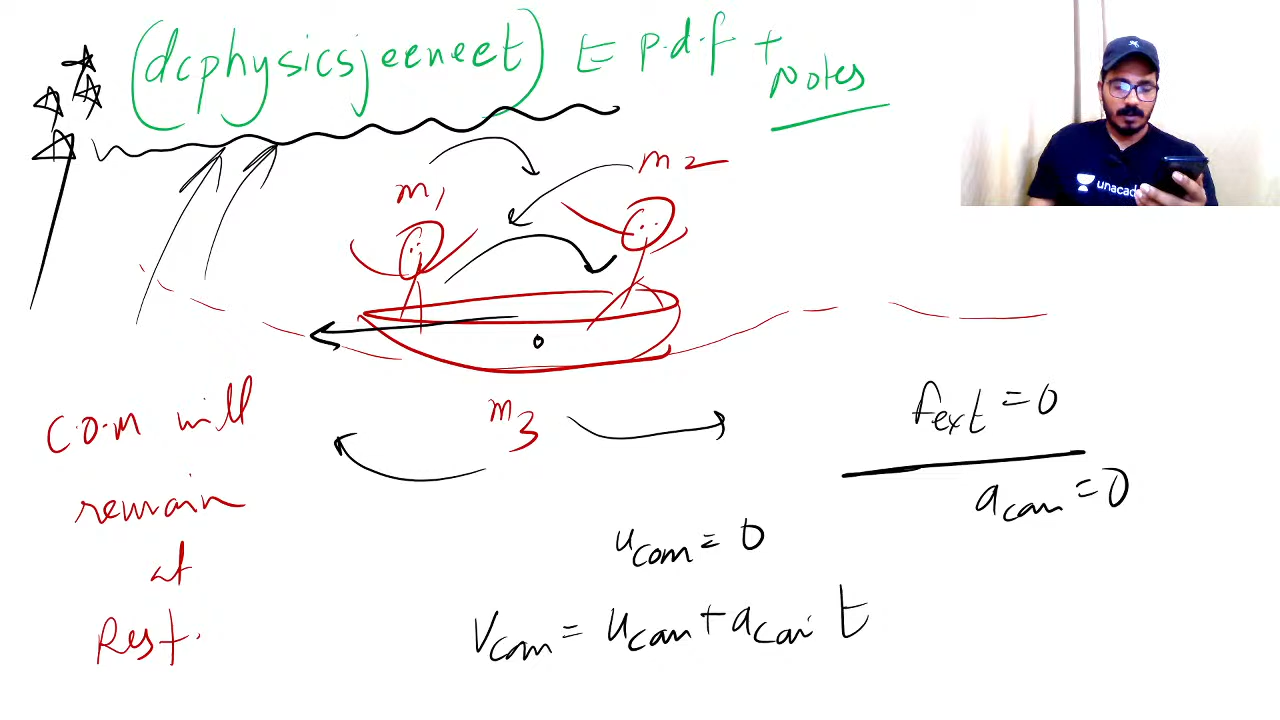 (dcphysicsjeeneet) E p.d.f +
Notes
m1
m2
m3
C.O.M will
remain
at
Rest.
fext = 0
acom = 0
ucom = 0
Vcom = ucom + acom t
unacad